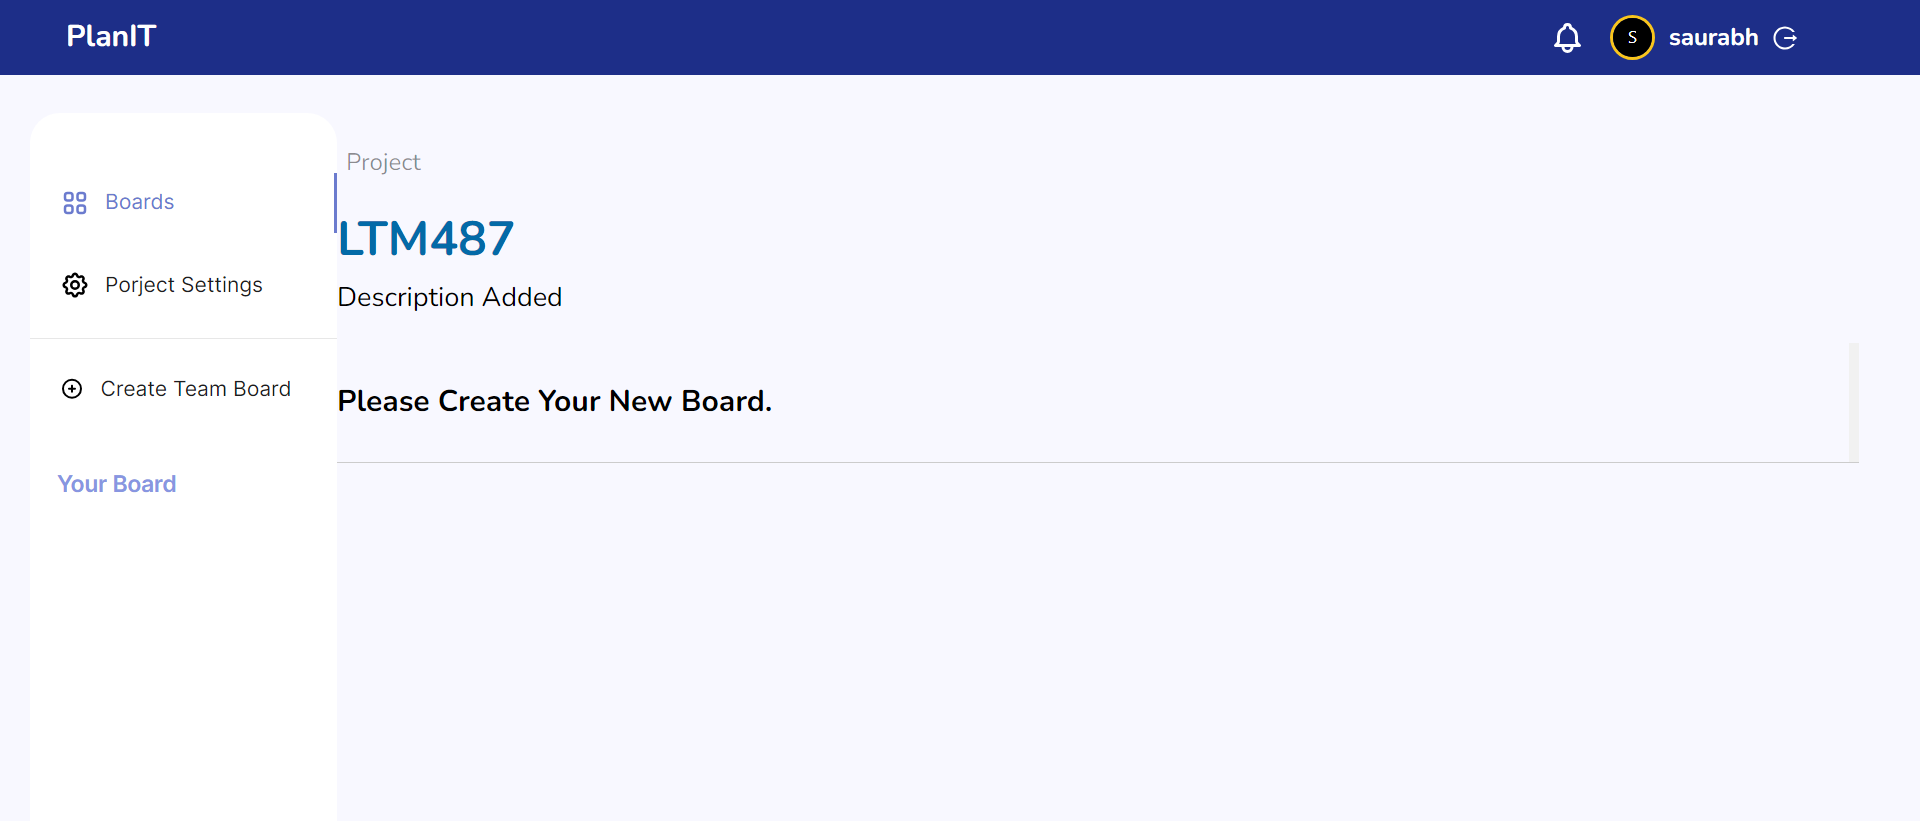 PlanIT
S saurabh
Boards
Porject Settings
Create Team Board
Your Board
Project
LTM487
Description Added
Please Create Your New Board.